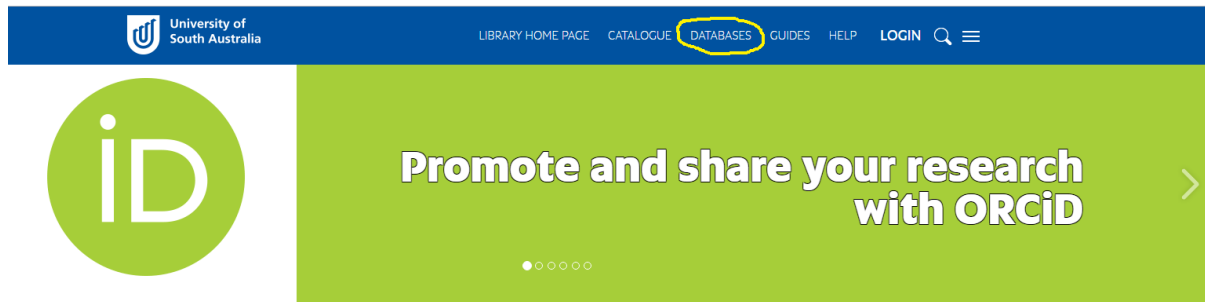 University of
South Australia
LIBRARY HOME PAGE CATALOGUE DATABASES GUIDES HELP LOGIN
iD
Promote and share your research
with ORCiD